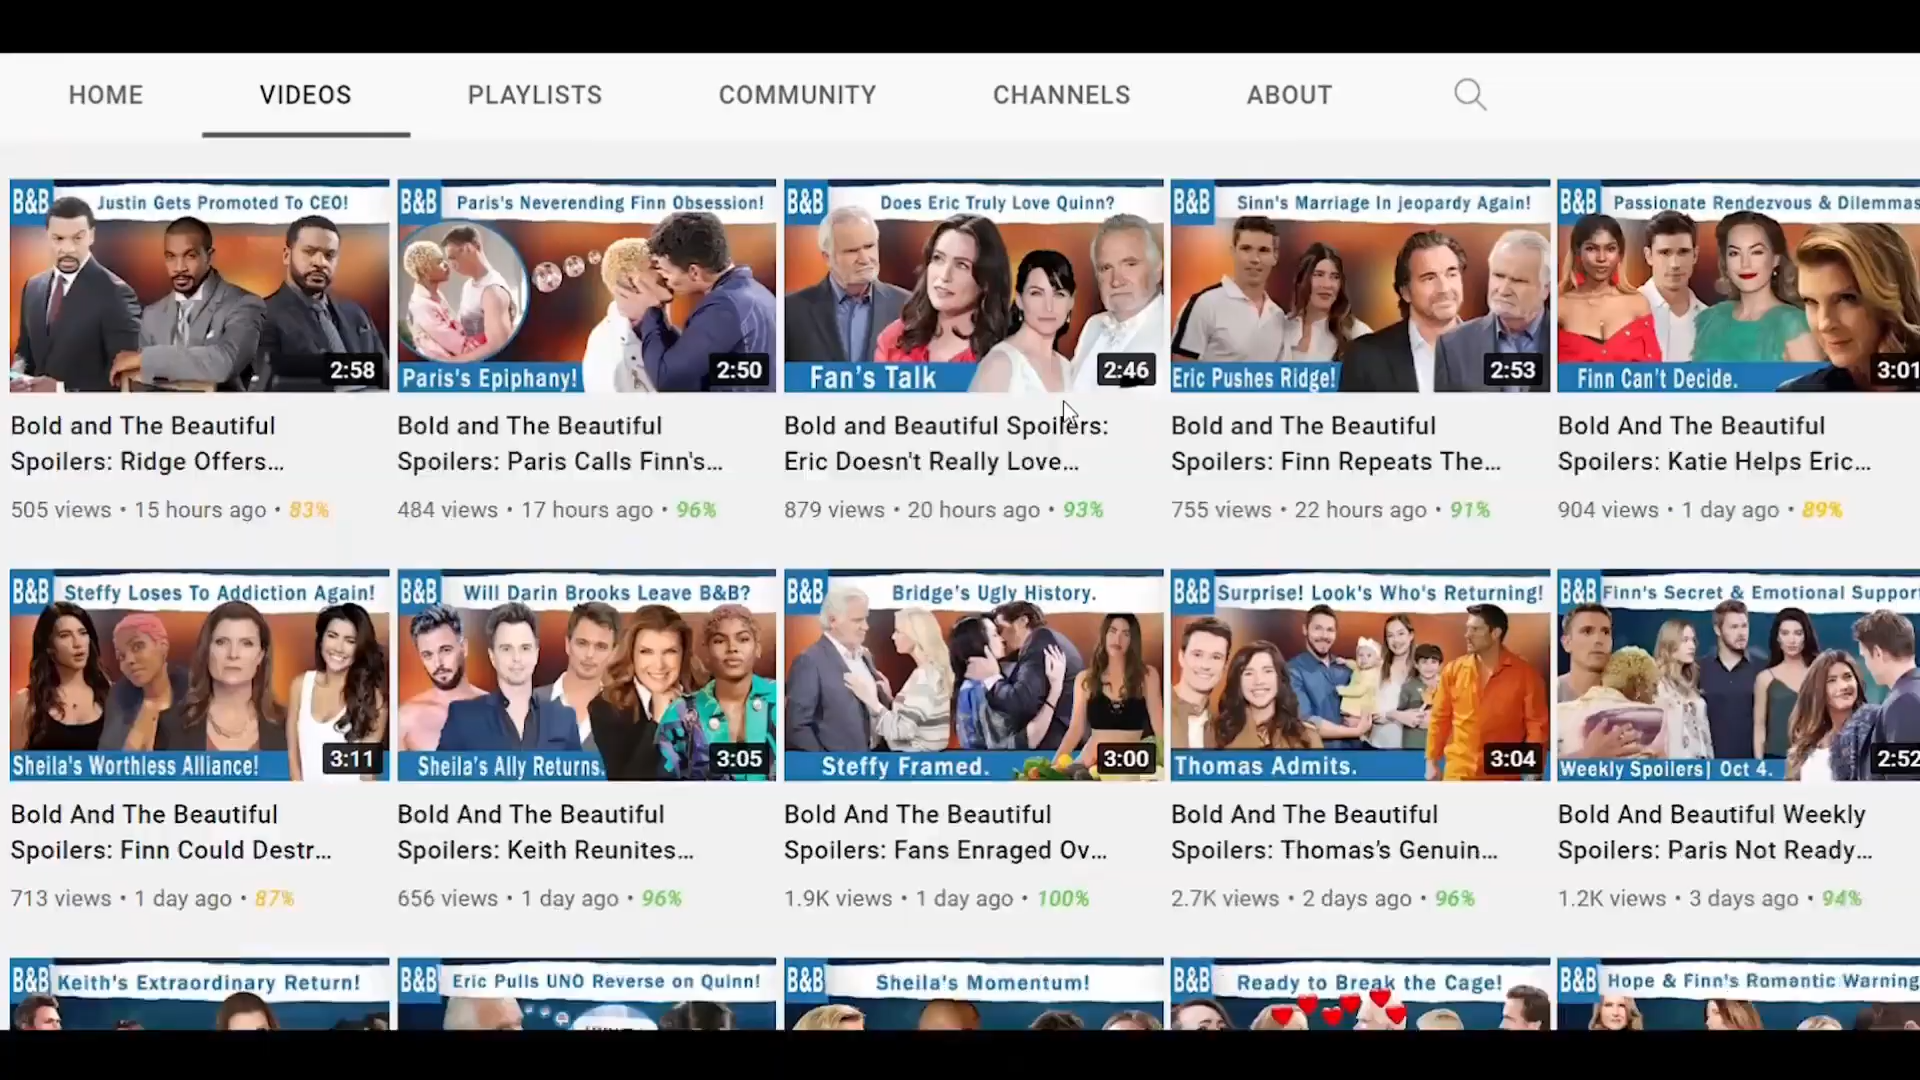 HOME VIDEOS PLAYLISTS COMMUNITY CHANNELS ABOUT
B&B Justin Gets Promoted To CEO!
2:58
Bold and The Beautiful
Spoilers: Ridge Offers...
505 views • 15 hours ago • 83%
B&B Paris's Neverending Finn Obsession!
Paris's Epiphany!
2:50
Bold and The Beautiful
Spoilers: Paris Calls Finn's...
484 views • 17 hours ago • 96%
B&B Does Eric Truly Love Quinn?
Fan's Talk
2:46
Bold and Beautiful Spoilers:
Eric Doesn't Really Love...
879 views • 20 hours ago • 93%
B&B Sinn's Marriage In jeopardy Again!
Eric Pushes Ridge!
2:53
Bold and The Beautiful
Spoilers: Finn Repeats The...
755 views • 22 hours ago • 91%
B&B Passionate Rendezvous & Dilemmas
Finn Can't Decide.
3:01
Bold And The Beautiful
Spoilers: Katie Helps Eric...
904 views • 1 day ago • 89%
B&B Steffy Loses To Addiction Again!
Sheila's Worthless Alliance!
3:11
Bold And The Beautiful
Spoilers: Finn Could Destr...
713 views • 1 day ago • 87%
B&B Will Darin Brooks Leave B&B?
Sheila's Ally Returns.
3:05
Bold And The Beautiful
Spoilers: Keith Reunites...
656 views • 1 day ago • 96%
B&B Bridge's Ugly History.
Steffy Framed.
3:00
Bold And The Beautiful
Spoilers: Fans Enraged Ov...
1.9K views • 1 day ago • 100%
B&B Surprise! Look's Who's Returning!
Thomas Admits.
3:04
Bold And The Beautiful
Spoilers: Thomas's Genuin...
2.7K views • 2 days ago • 96%
B&B Finn's Secret & Emotional Support
Weekly Spoilers| Oct 4.
2:52
Bold And Beautiful Weekly
Spoilers: Paris Not Ready...
1.2K views • 3 days ago • 94%
B&B Keith's Extraordinary Return!
B&B Eric Pulls UNO Reverse on Quinn!
B&B Sheila's Momentum!
B&B Ready to Break the Cage!
B&B Hope & Finn's Romantic Warning